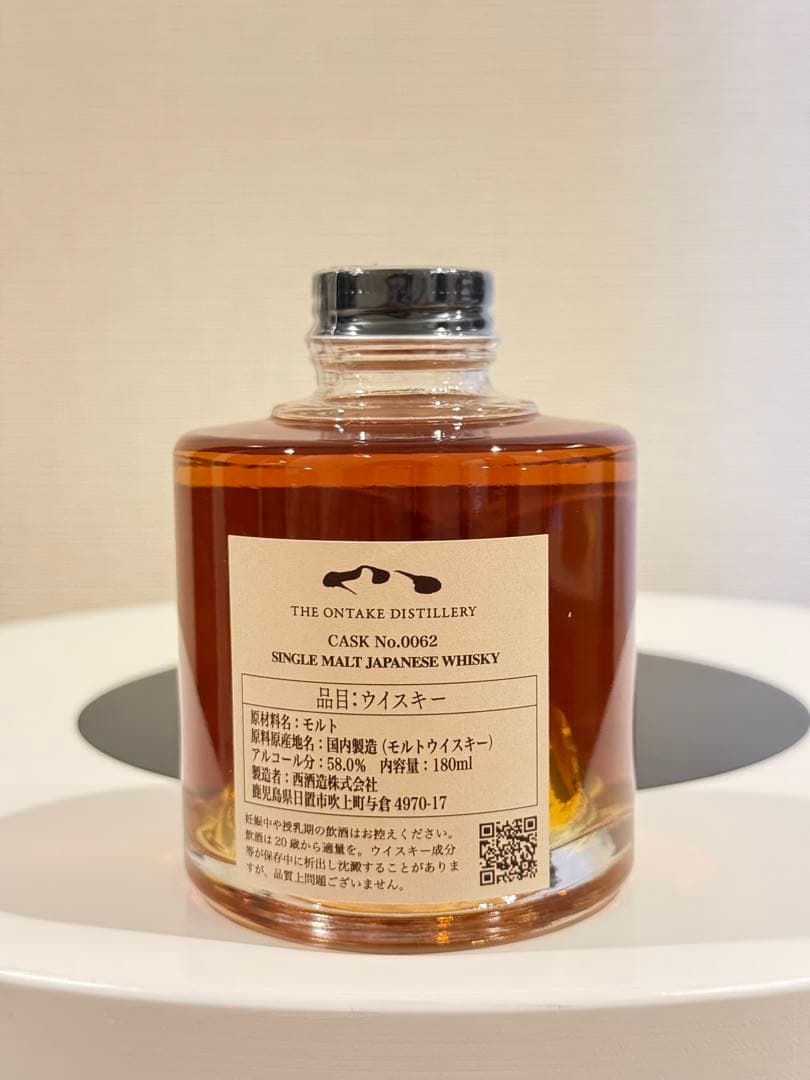 THE ONTAKE DISTILLERY
CASK No.0062
SINGLE MALT JAPANESE WHISKY
品目:ウイスキー
原材料名:モルト
原料原産地名:国内製造(モルトウイスキー)
アルコール分:58.0% 内容量:180ml
製造者:西酒造株式会社
鹿児島県日置市吹上町与倉 4970-17
妊娠中や授乳期の飲酒はお控えください。
飲酒は20歳から適量を。ウイスキー成分
等が保存中に析出し沈澱することがありま
すが、品質上問題ございません。